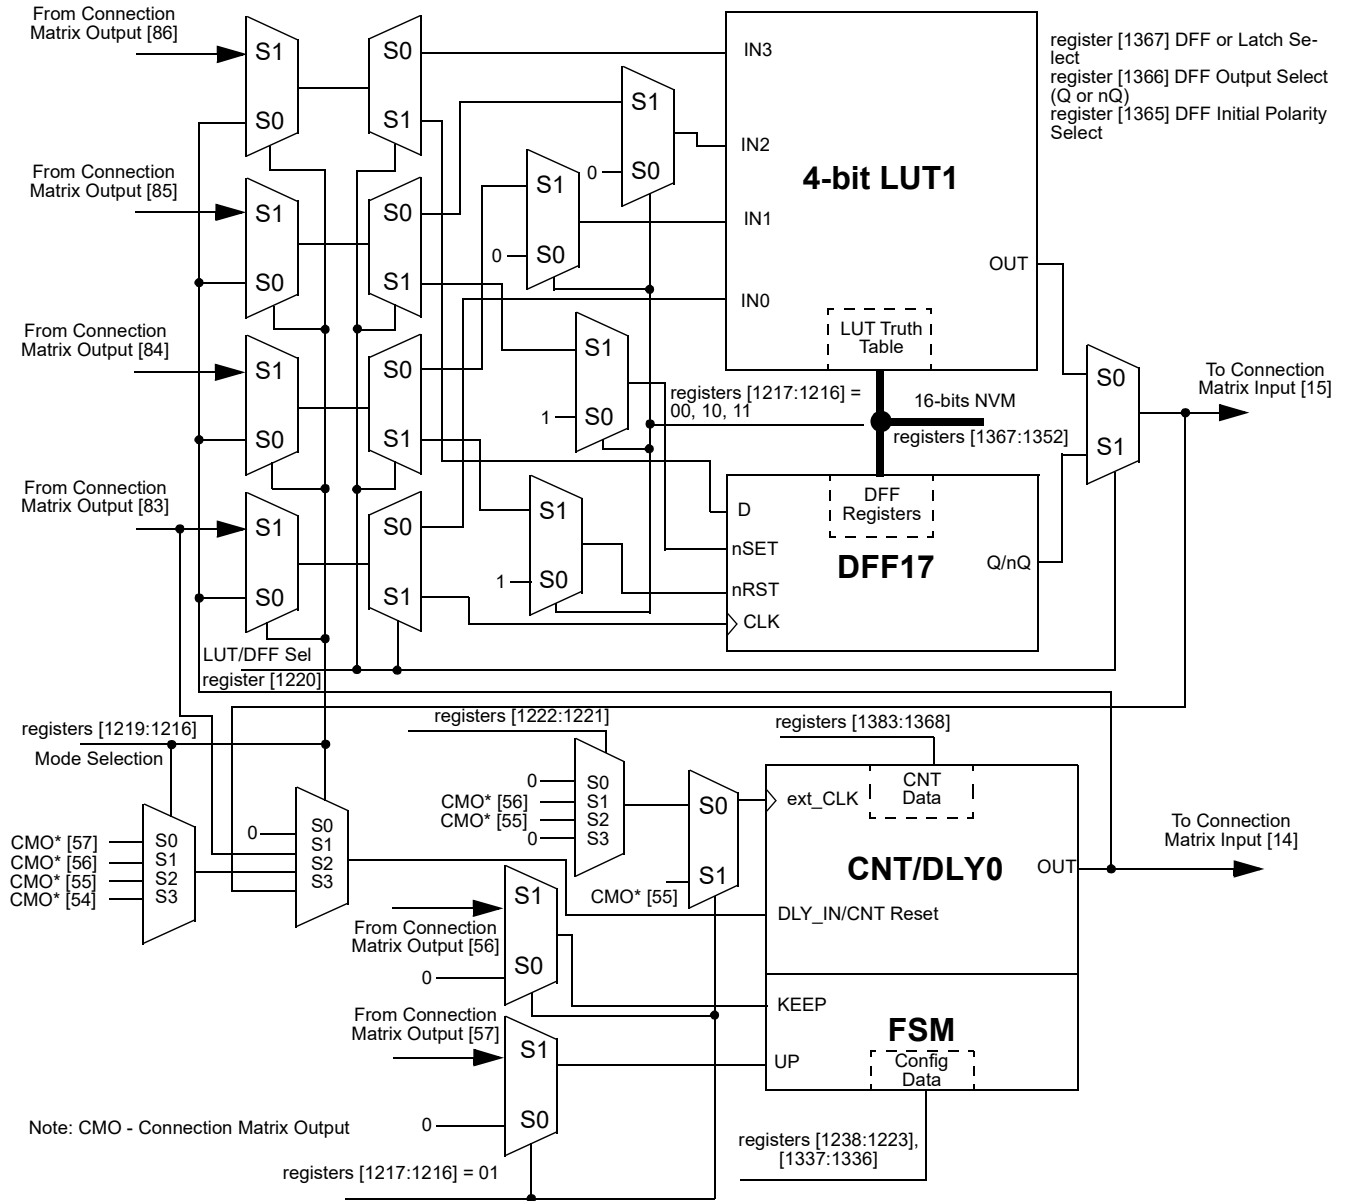 From Connection
Matrix Output [86]
S1
S0
S0
S1
From Connection
Matrix Output [85]
S1
S0
S0
S1
From Connection
Matrix Output [84]
S1
S0
S0
S1
From Connection
Matrix Output [83]
S1
S0
S0
S1
S1
0
S0
S1
0
S0
S1
1
S0
S1
1
S0
IN3
IN2
IN1
IN0
4-bit LUT1
OUT
LUT Truth
Table
register [1367] DFF or Latch Se-
lect
register [1366] DFF Output Select
(Q or nQ)
register [1365] DFF Initial Polarity
Select
registers [1217:1216] =
00, 10, 11
16-bits NVM
registers [1367:1352]
S0
S1
To Connection
Matrix Input [15]
DFF
Registers
D
nSET
nRST
CLK
DFF17
Q/nQ
LUT/DFF Sel
register [1220]
registers [1219:1216]
Mode Selection
CMO* [57]
CMO* [56]
CMO* [55]
CMO* [54]
S0
S1
S2
S3
0
S0
S1
S2
S3
registers [1222:1221]
0
CMO* [56]
CMO* [55]
0
S0
S1
S2
S3
S0
S1
CMO* [55]
registers [1383:1368]
CNT
Data
ext_CLK
CNT/DLY0
OUT
DLY_IN/CNT Reset
To Connection
Matrix Input [14]
From Connection
Matrix Output [56]
S1
0
S0
KEEP
From Connection
Matrix Output [57]
S1
0
S0
UP
FSM
Config
Data
registers [1238:1223],
[1337:1336]
Note: CMO - Connection Matrix Output
registers [1217:1216] = 01